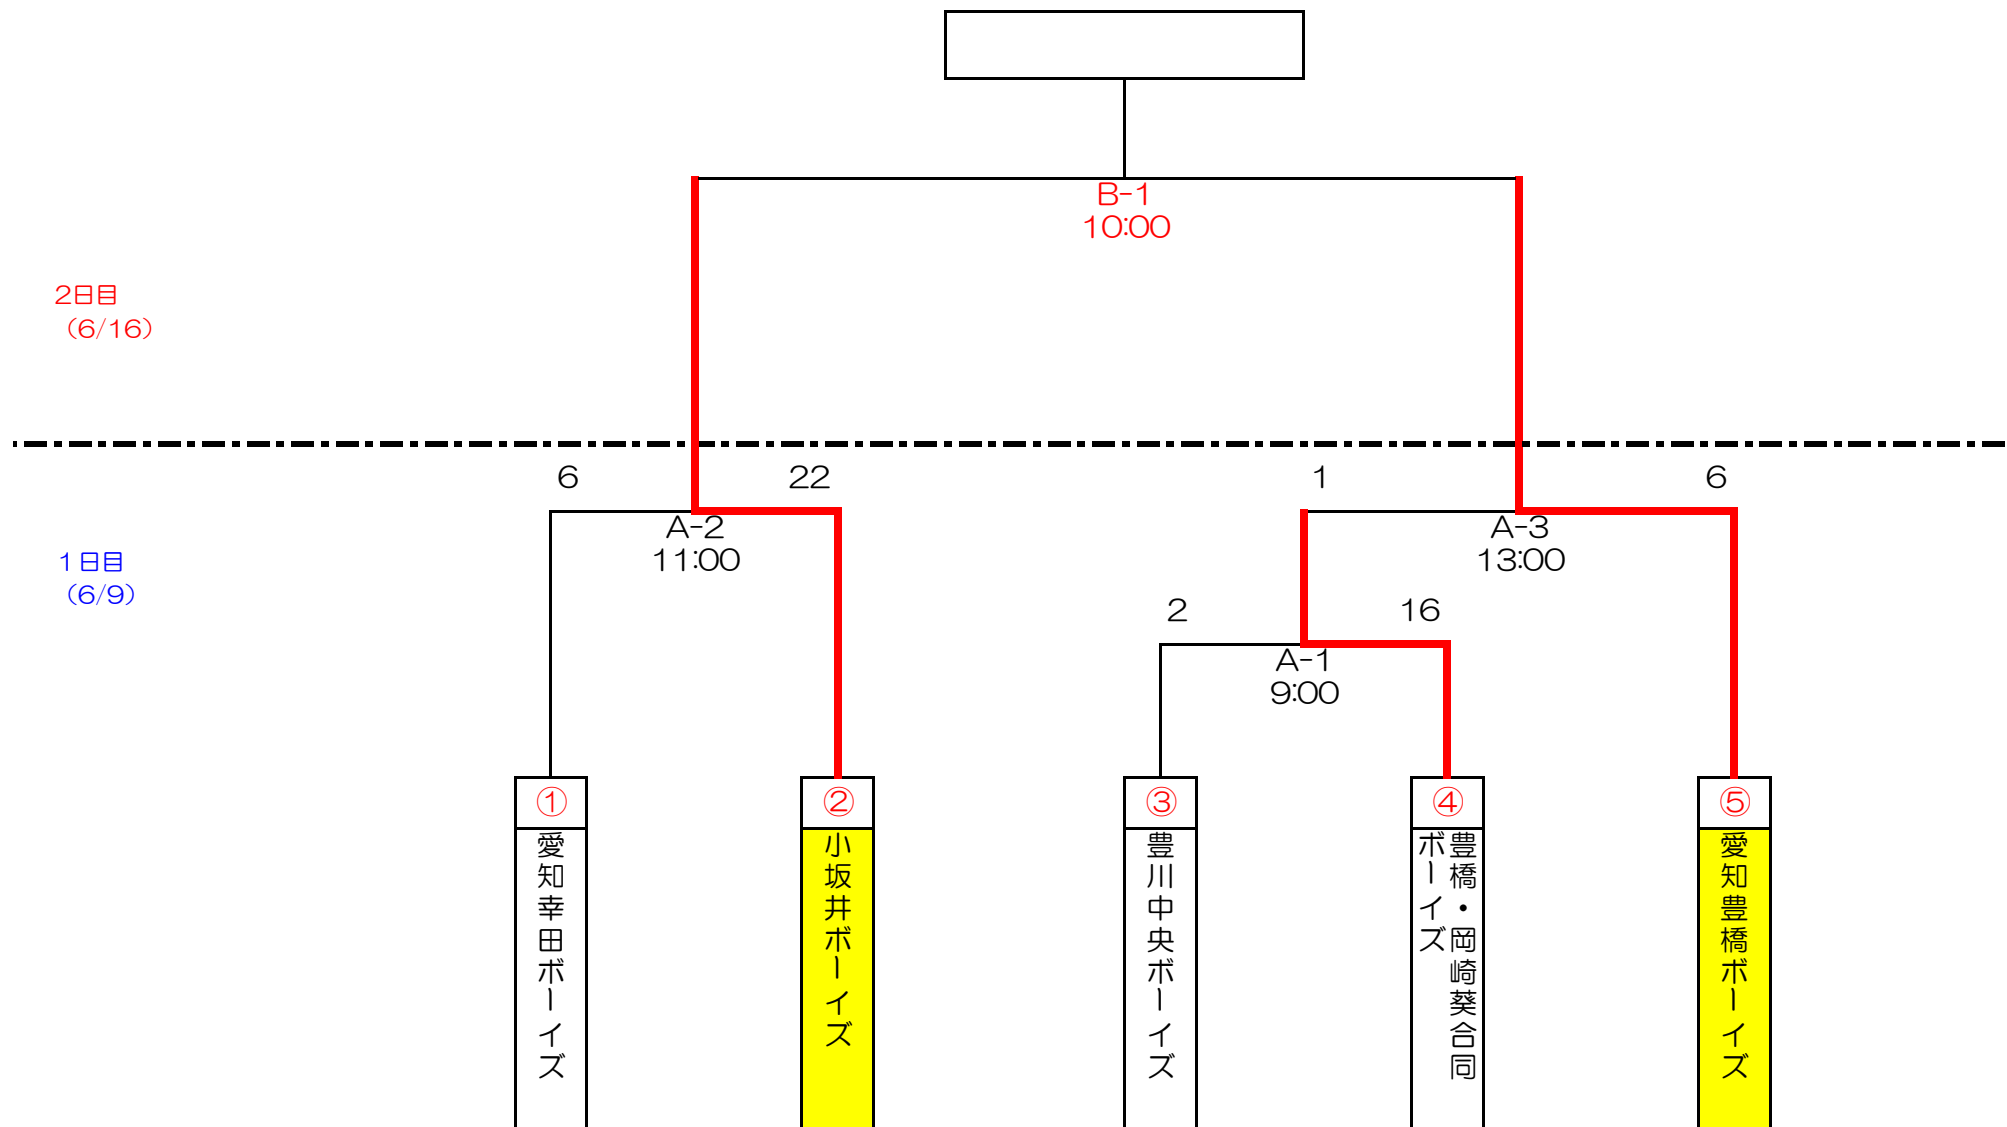 B-1
10:00
2日目
（6/16）
6
22
1
6
A-2
11:00
A-3
13:00
1日目
（6/9）
2
16
A-1
9:00
①
②
③
④
⑤
愛知幸田ボーイズ
小坂井ボーイズ
豊川中央ボーイズ
豊橋・岡崎葵合同
ボーイズ
愛知豊橋ボーイズ